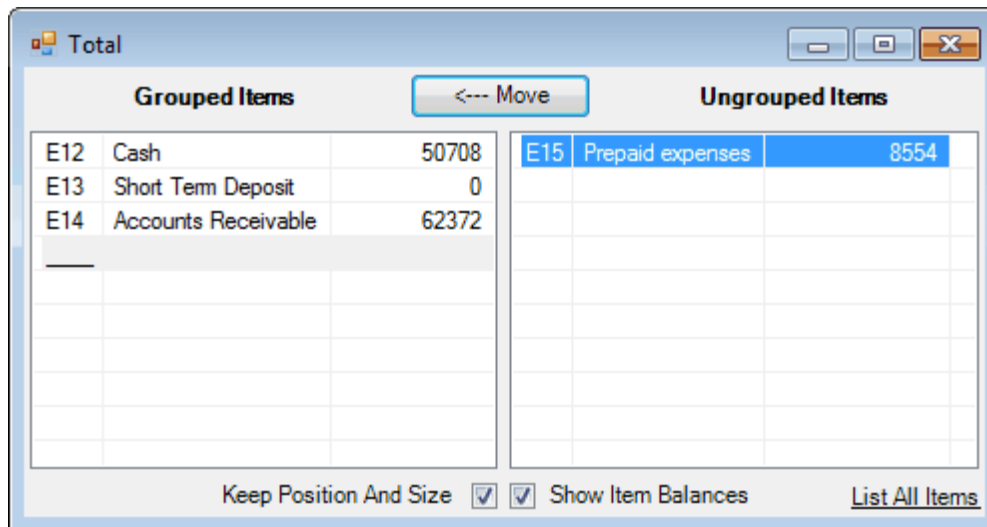 Total
Grouped Items <--- Move Ungrouped Items
E12 Cash 50708
E13 Short Term Deposit 0
E14 Accounts Receivable 62372
____
E15 Prepaid expenses 8554
Keep Position And Size Show Item Balances List All Items